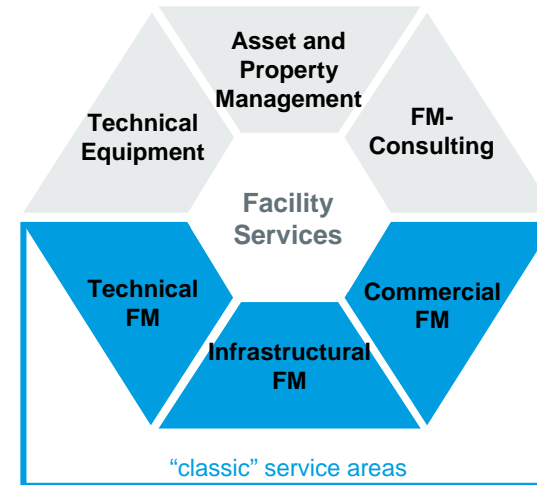 Asset and
Property
Management
Technical
Equipment
FM-
Consulting
Facility
Services
Technical
FM
Commercial
FM
Infrastructural
FM
“classic” service areas